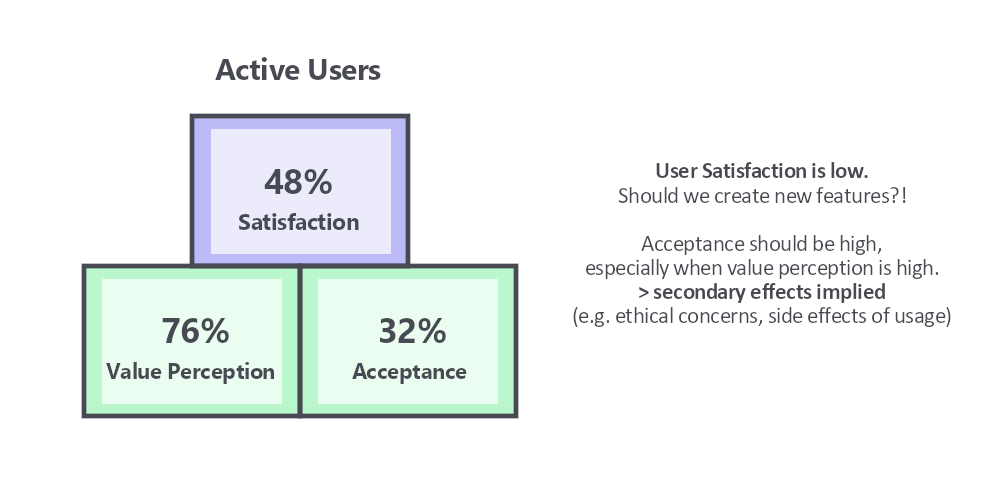 Active Users
48%
Satisfaction
76%
Value Perception
32%
Acceptance
User Satisfaction is low.
Should we create new features?!
Acceptance should be high,
especially when value perception is high.
> secondary effects implied
(e.g. ethical concerns, side effects of usage)